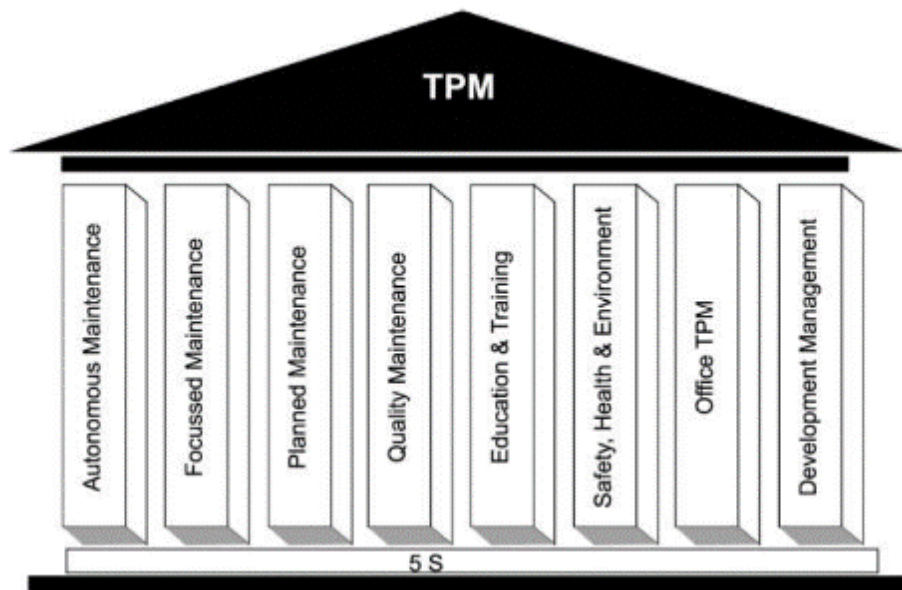 TPM
Autonomous Maintenance
Focussed Maintenance
Planned Maintenance
Quality Maintenance
Education & Training
Safety, Health & Environment
Office TPM
Development Management
5 S